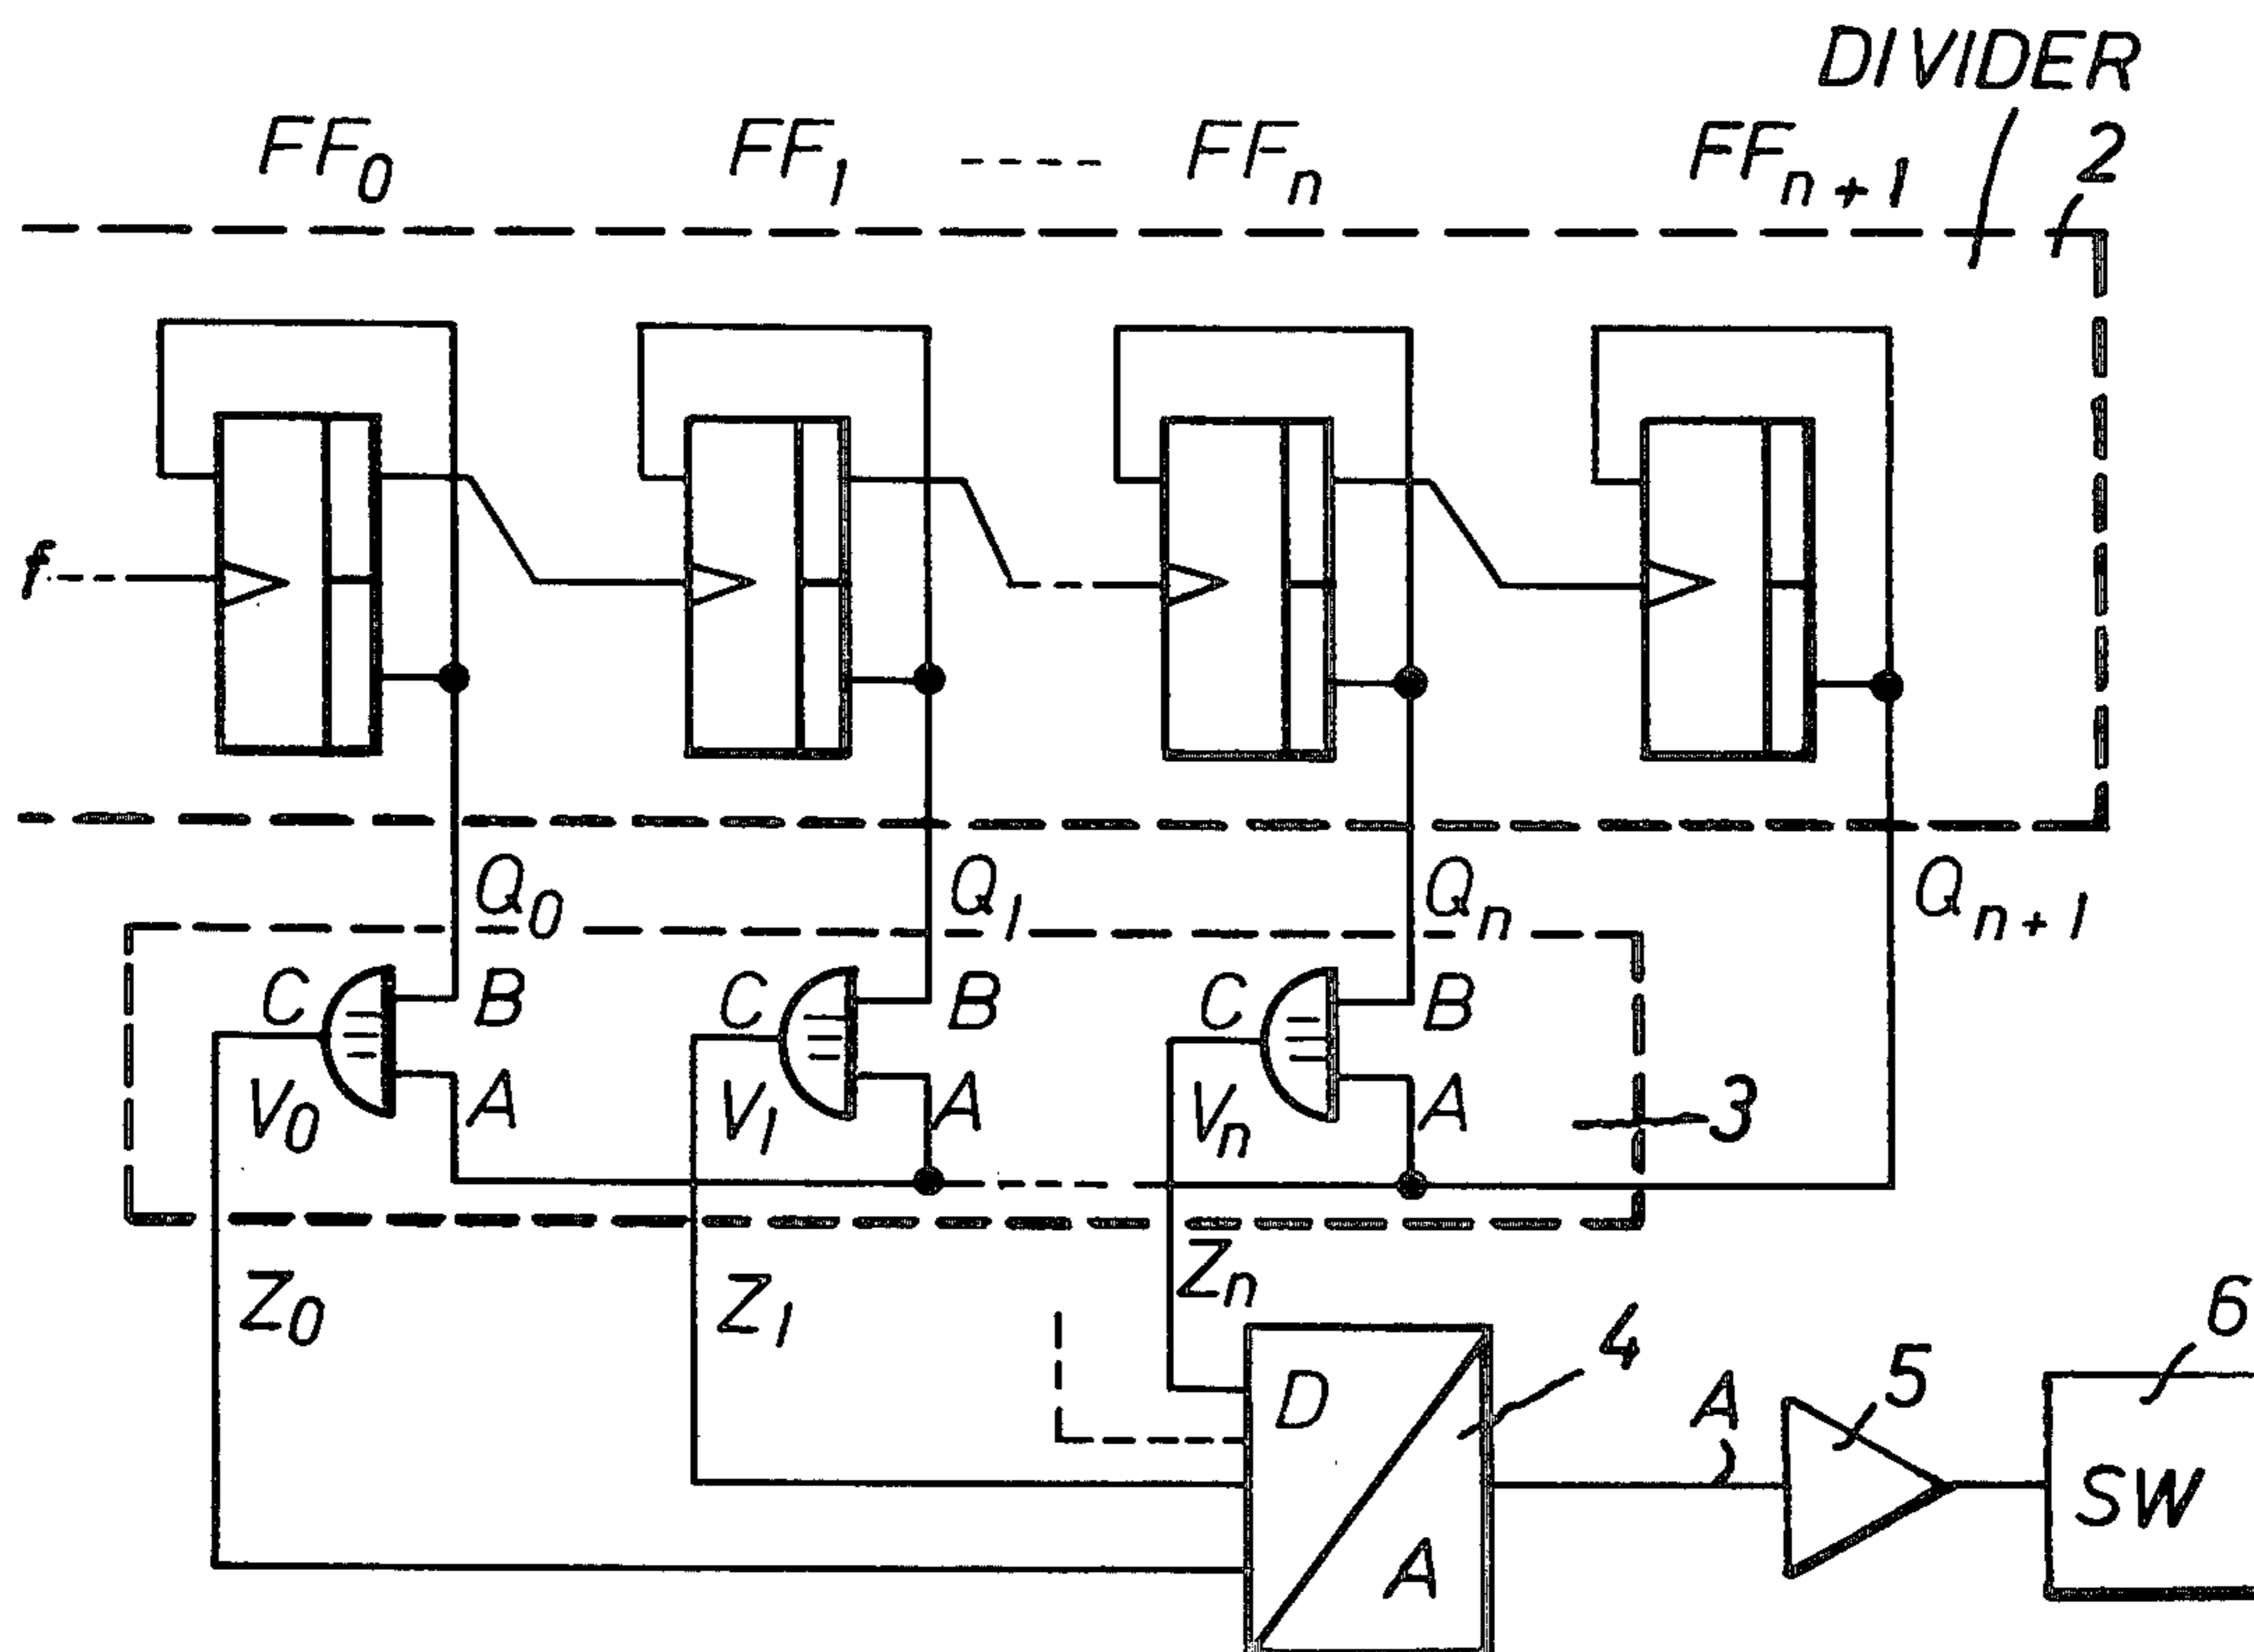 DIVIDER
FF₀ FF₁ ---- FFₙ FFₙ₊₁ 2
f
Q₀ Q₁ Qₙ Qₙ₊₁
C B C B C B
V₀ A V₁ A Vₙ A 3
Z₀ Z₁ Zₙ
4 5 6
D A
SW
A